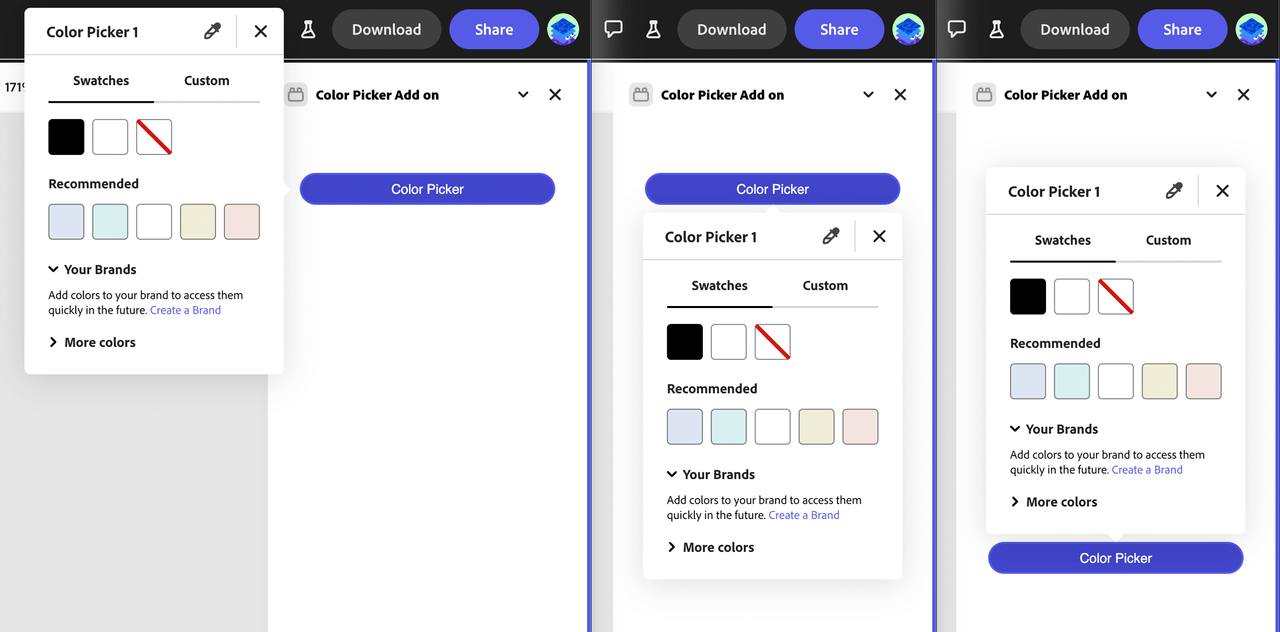 Color Picker 1
Swatches
Custom
Recommended
Your Brands
Add colors to your brand to access them
quickly in the future. Create a Brand
More colors
171%
Download
Share
Color Picker Add on
Color Picker
Download
Share
Color Picker Add on
Color Picker
Color Picker 1
Swatches
Custom
Recommended
Your Brands
Add colors to your brand to access them
quickly in the future. Create a Brand
More colors
Download
Share
Color Picker Add on
Color Picker 1
Swatches
Custom
Recommended
Your Brands
Add colors to your brand to access them
quickly in the future. Create a Brand
More colors
Color Picker